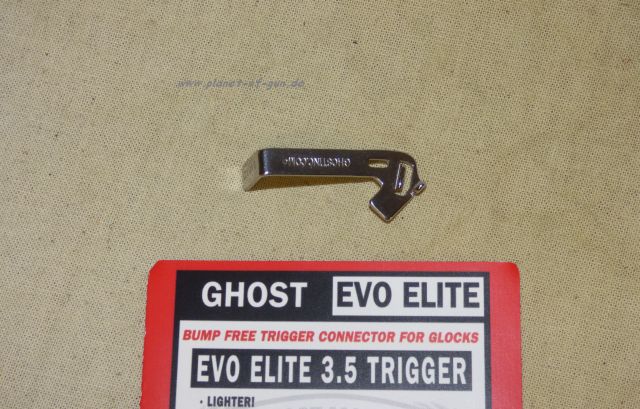 www.planet-of-gun.de
GHOSTINC.COM
GHOST EVO ELITE
BUMP FREE TRIGGER CONNECTOR FOR GLOCKS
EVO ELITE 3.5 TRIGGER
· LIGHTER!